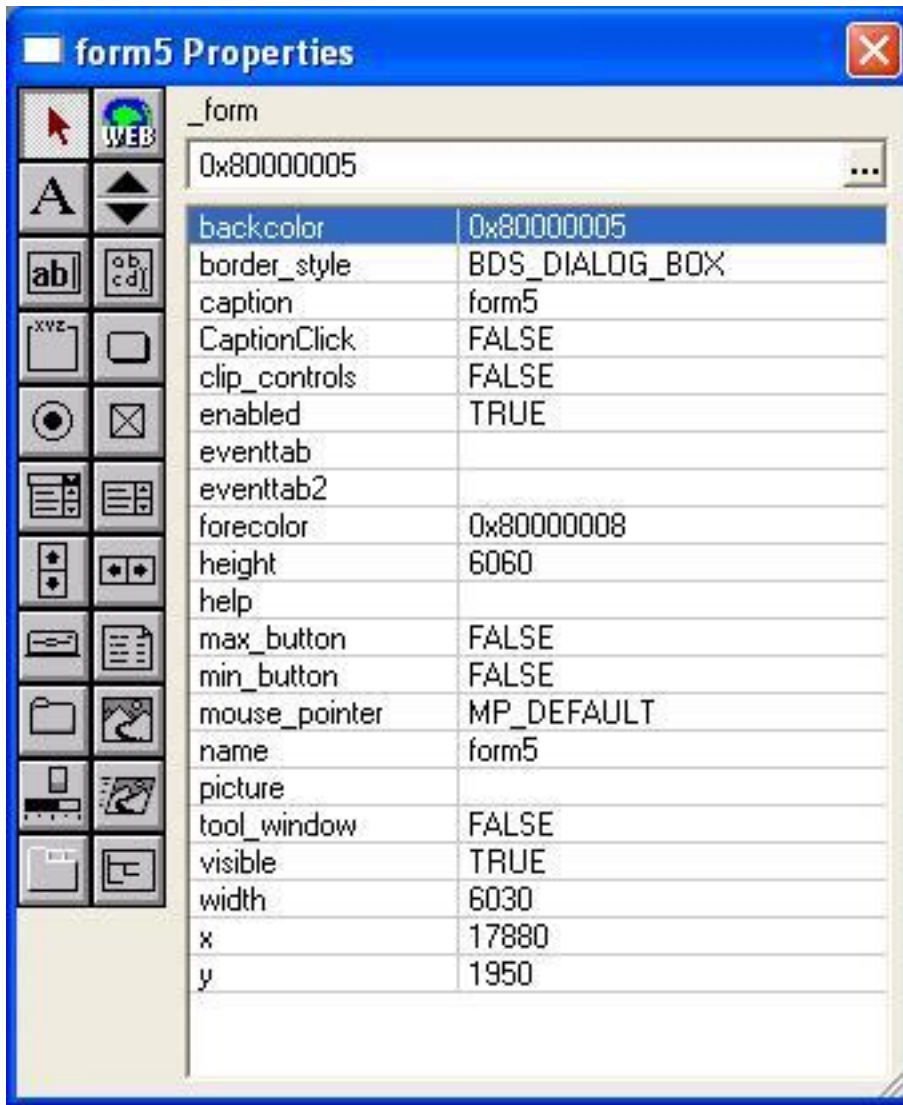 form5 Properties
WEB
_form
0x80000005
...
A
ab
ab
cd
xyz
backcolor 0x80000005
border_style BDS_DIALOG_BOX
caption form5
CaptionClick FALSE
clip_controls FALSE
enabled TRUE
eventtab
eventtab2
forecolor 0x80000008
height 6060
help
max_button FALSE
min_button FALSE
mouse_pointer MP_DEFAULT
name form5
picture
tool_window FALSE
visible TRUE
width 6030
x 17880
y 1950